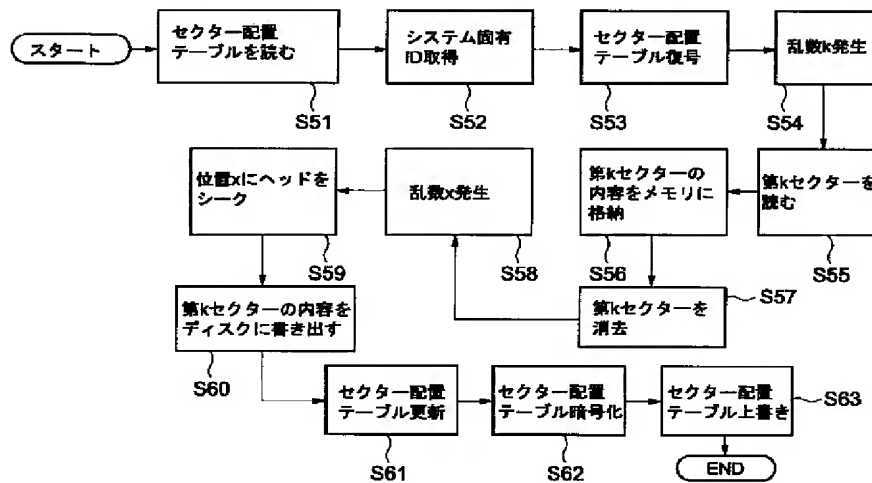 スタート
セクター配置
テーブルを読む
S51
システム固有
ID取得
S52
セクター配置
テーブル復号
S53
乱数k発生
S54
第kセクターを
読む
S55
第kセクターの
内容をメモリに
格納
S56
第kセクターを
消去
S57
乱数x発生
S58
位置xにヘッドを
シーク
S59
第kセクターの内容を
ディスクに書き出す
S60
セクター配置
テーブル更新
S61
セクター配置
テーブル暗号化
S62
セクター配置
テーブル上書き
S63
END